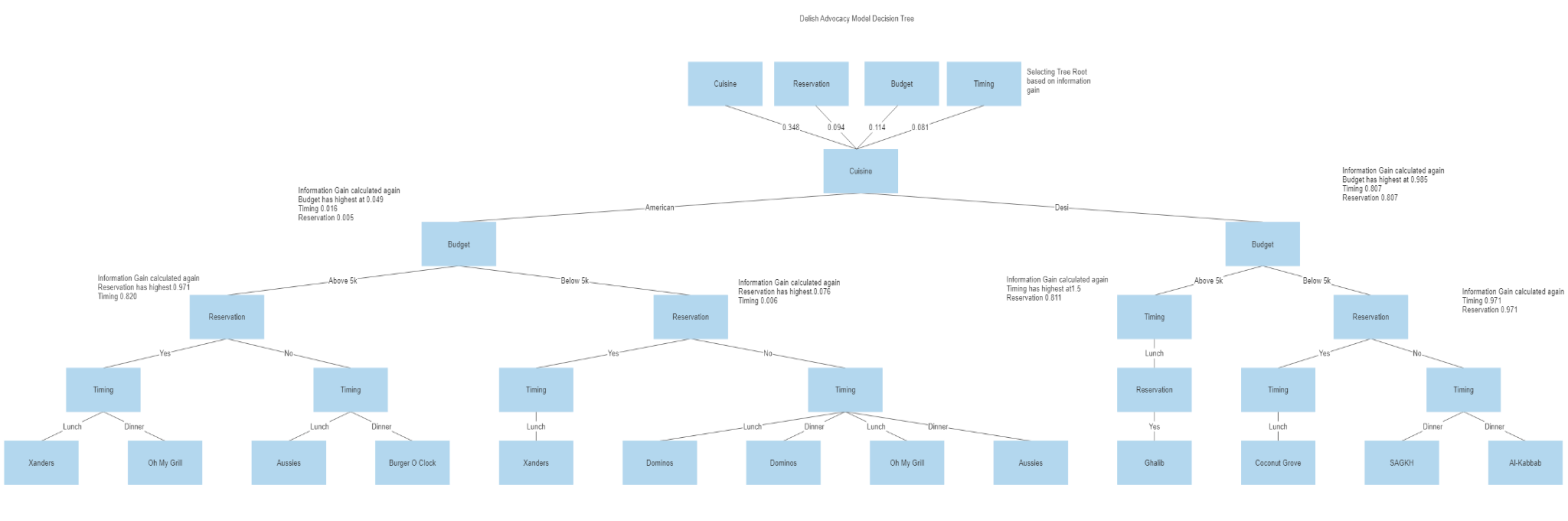 Delish Advocacy Model Decision Tree
Cuisine
Reservation
Budget
Timing
Selecting Tree Root
based on information
gain
0.348
0.094
0.114
0.081
Cuisine
Information Gain calculated again
Budget has highest at 0.049
Timing 0.016
Reservation 0.005
Information Gain calculated again
Budget has highest at 0.985
Timing 0.807
Reservation 0.807
American
Desi
Budget
Budget
Information Gain calculated again
Reservation has highest 0.971
Timing 0.820
Above 5k
Below 5k
Information Gain calculated again
Reservation has highest 0.076
Timing 0.006
Information Gain calculated again
Timing has highest at1.5
Reservation 0.811
Above 5k
Below 5k
Information Gain calculated again
Timing 0.971
Reservation 0.971
Reservation
Reservation
Timing
Reservation
Yes
No
Yes
No
Lunch
Yes
No
Timing
Timing
Timing
Timing
Reservation
Timing
Timing
Lunch
Dinner
Lunch
Dinner
Lunch
Lunch
Dinner
Lunch
Dinner
Yes
Lunch
Dinner
Dinner
Xanders
Oh My Grill
Aussies
Burger O Clock
Xanders
Dominos
Dominos
Oh My Grill
Aussies
Ghalib
Coconut Grove
SAGKH
Al-Kabbab